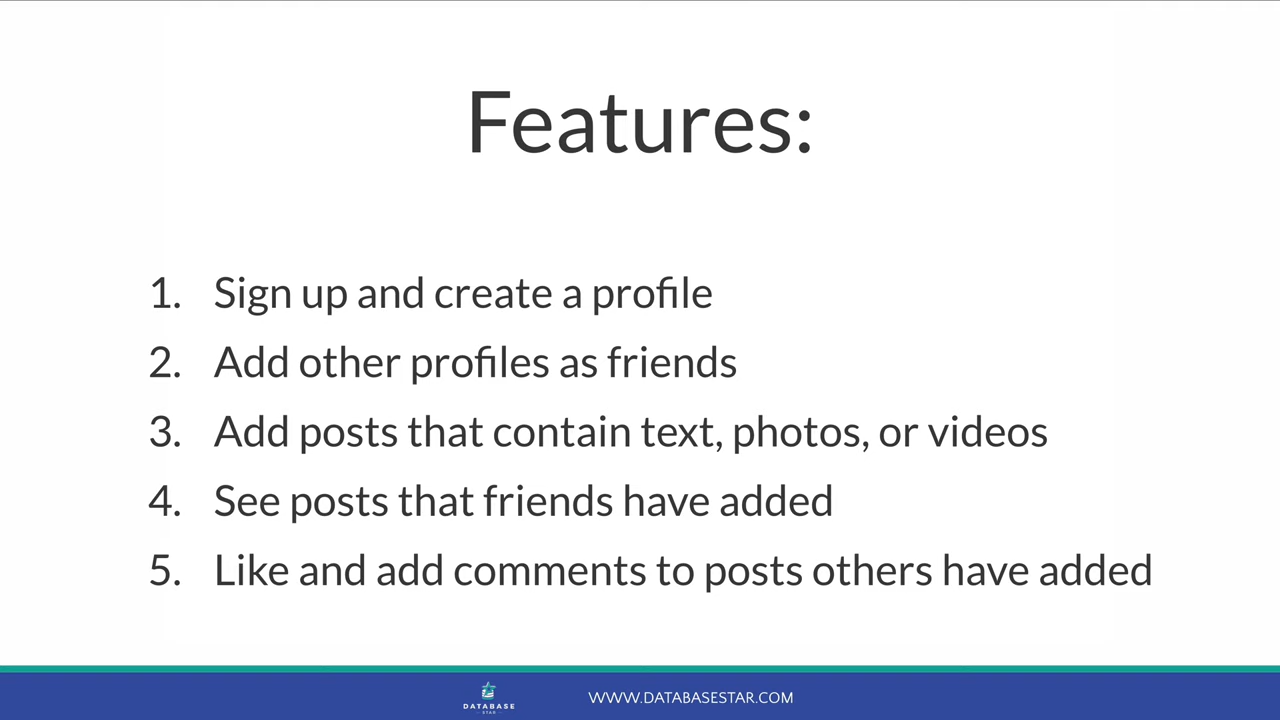 Features:
1. Sign up and create a profile
2. Add other profiles as friends
3. Add posts that contain text, photos, or videos
4. See posts that friends have added
5. Like and add comments to posts others have added
DATABASE
STAR
WWW.DATABASESTAR.COM